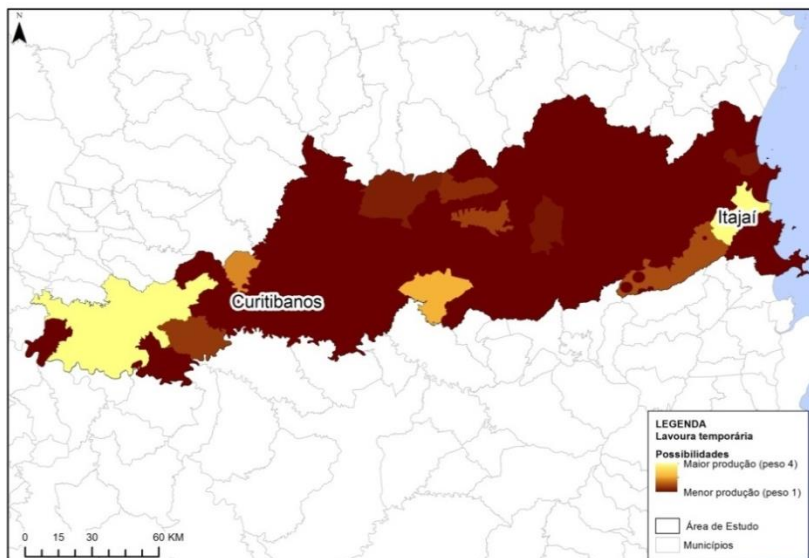 N
Itajaí
Curitibanos
LEGENDA
Lavoura temporária
Possibilidades
Maior produção (peso 4)
Menor produção (peso 1)
Área de Estudo
Municípios
0 15 30 60 KM